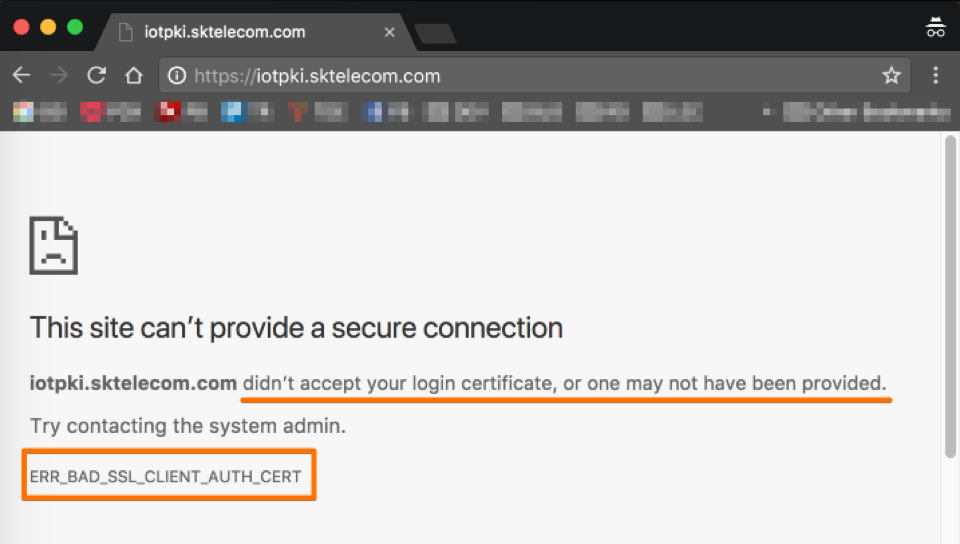 iotpki.sktelecom.com
https://iotpki.sktelecom.com
This site can't provide a secure connection
iotpki.sktelecom.com didn't accept your login certificate, or one may not have been provided.
Try contacting the system admin.
ERR_BAD_SSL_CLIENT_AUTH_CERT